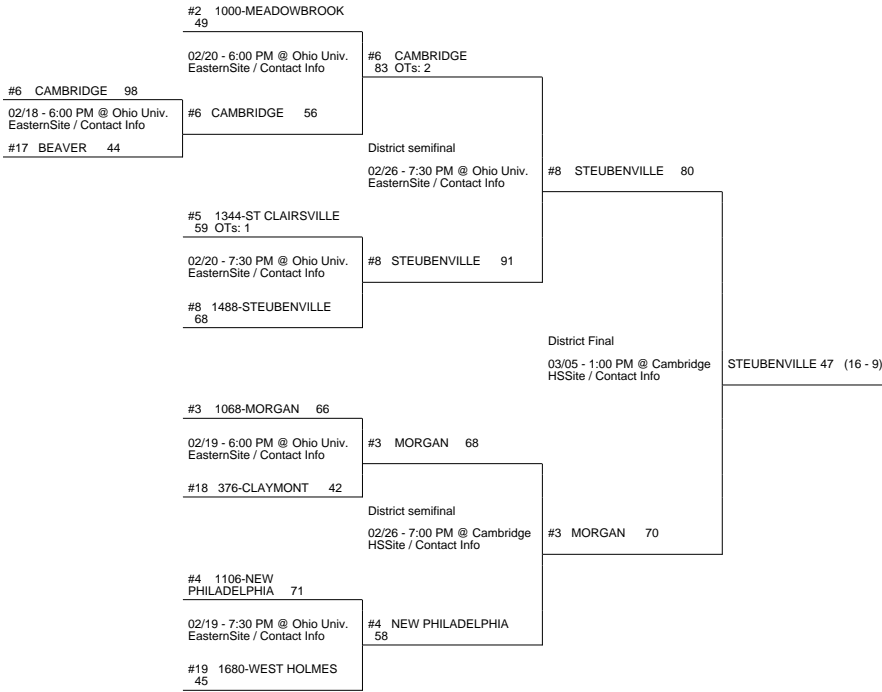 #2 1000-MEADOWBROOK
49
02/20 - 6:00 PM @ Ohio Univ.
EasternSite / Contact Info
#6 CAMBRIDGE
83 OTs: 2
#6 CAMBRIDGE 98
02/18 - 6:00 PM @ Ohio Univ.
EasternSite / Contact Info
#17 BEAVER 44
#6 CAMBRIDGE 56
District semifinal
02/26 - 7:30 PM @ Ohio Univ.
EasternSite / Contact Info
#8 STEUBENVILLE 80
#5 1344-ST CLAIRSVILLE
59 OTs: 1
02/20 - 7:30 PM @ Ohio Univ.
EasternSite / Contact Info
#8 STEUBENVILLE 91
#8 1488-STEUBENVILLE
68
District Final
03/05 - 1:00 PM @ Cambridge
HSSite / Contact Info
STEUBENVILLE 47 (16 - 9)
#3 1068-MORGAN 66
02/19 - 6:00 PM @ Ohio Univ.
EasternSite / Contact Info
#3 MORGAN 68
#18 376-CLAYMONT 42
District semifinal
02/26 - 7:00 PM @ Cambridge
HSSite / Contact Info
#3 MORGAN 70
#4 1106-NEW
PHILADELPHIA 71
02/19 - 7:30 PM @ Ohio Univ.
EasternSite / Contact Info
#4 NEW PHILADELPHIA
58
#19 1680-WEST HOLMES
45